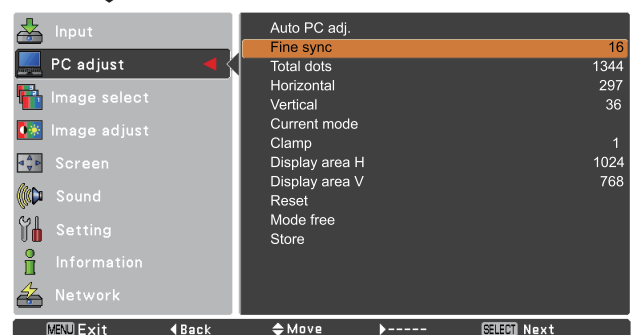 Input
PC adjust
Image select
Image adjust
Screen
Sound
Setting
Information
Network
Auto PC adj.
Fine sync 16
Total dots 1344
Horizontal 297
Vertical 36
Current mode
Clamp 1
Display area H 1024
Display area V 768
Reset
Mode free
Store
MENU Exit Back Move ----- SELECT Next